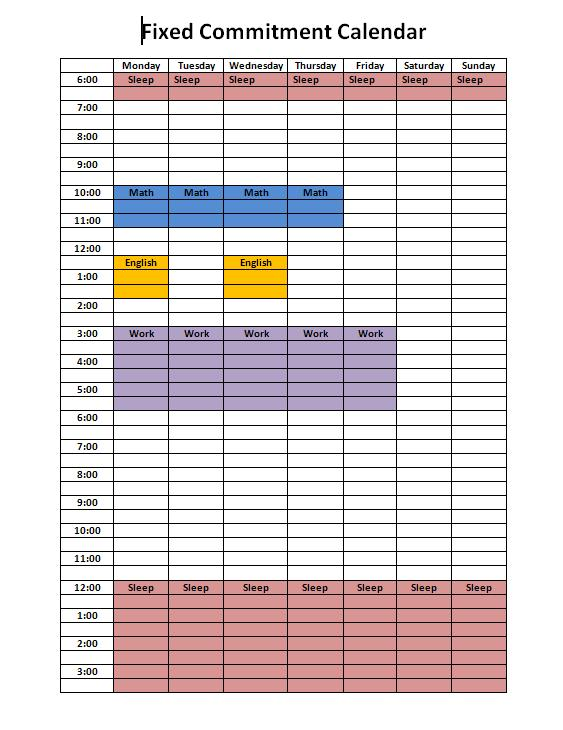 Fixed Commitment Calendar
Monday Tuesday Wednesday Thursday Friday Saturday Sunday
6:00 Sleep Sleep Sleep Sleep Sleep Sleep Sleep
7:00
8:00
9:00
10:00 Math Math Math Math
11:00
12:00
English English
1:00
2:00
3:00 Work Work Work Work Work
4:00
5:00
6:00
7:00
8:00
9:00
10:00
11:00
12:00 Sleep Sleep Sleep Sleep Sleep Sleep Sleep
1:00
2:00
3:00